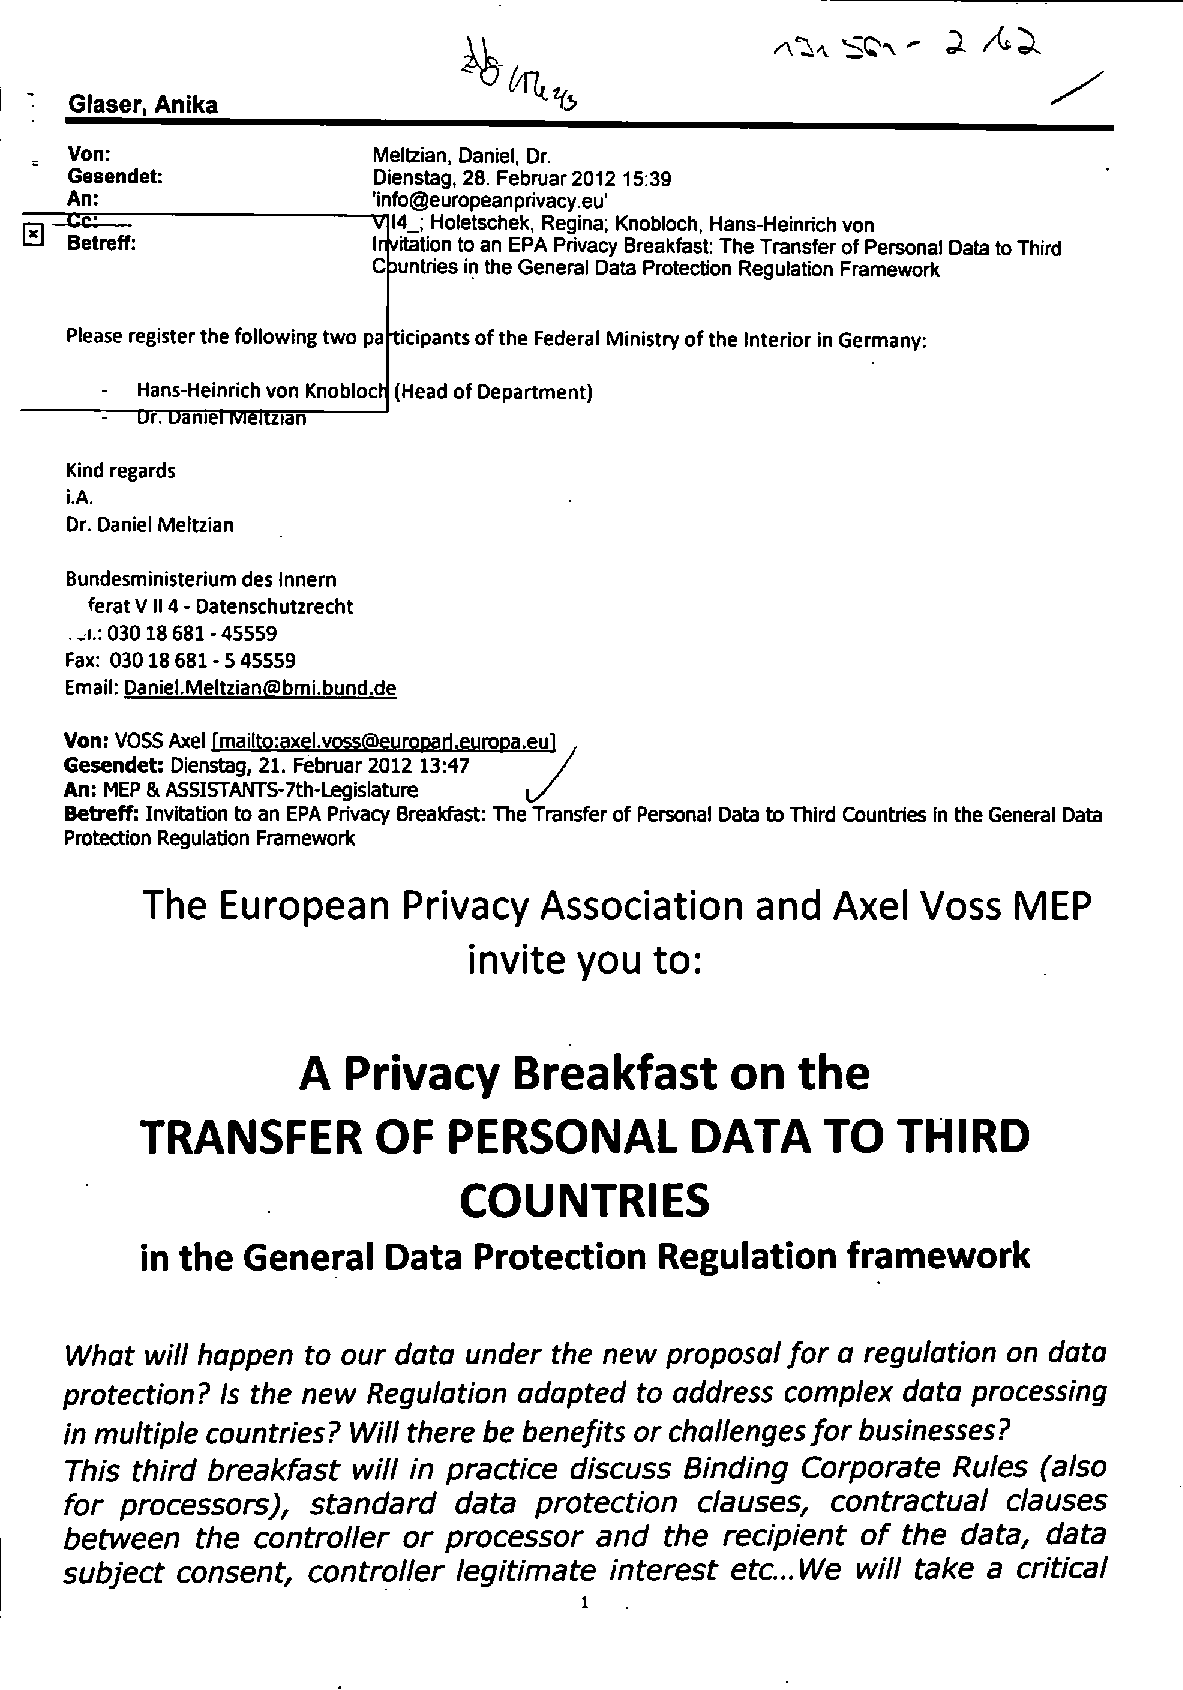 Glaser, Anika
Von: Meltzian, Daniel, Dr.
Gesendet: Dienstag, 28. Februar 2012 15:39
An: 'info@europeanprivacy.eu'
Cc: VII4_; Holetschek, Regina; Knobloch, Hans-Heinrich von
Betreff: Invitation to an EPA Privacy Breakfast: The Transfer of Personal Data to Third
Countries in the General Data Protection Regulation Framework
Please register the following two participants of the Federal Ministry of the Interior in Germany:
- Hans-Heinrich von Knobloch (Head of Department)
- Dr. Daniel Meltzian
Kind regards
i.A.
Dr. Daniel Meltzian
Bundesministerium des Innern
ferat V II 4 - Datenschutzrecht
.: 030 18 681 - 45559
Fax: 030 18 681 - 5 45559
Email: Daniel.Meltzian@bmi.bund.de
Von: VOSS Axel [mailto:axel.voss@europarl.europa.eu]
Gesendet: Dienstag, 21. Februar 2012 13:47
An: MEP & ASSISTANTS-7th-Legislature
Betreff: Invitation to an EPA Privacy Breakfast: The Transfer of Personal Data to Third Countries in the General Data
Protection Regulation Framework
The European Privacy Association and Axel Voss MEP
invite you to:
A Privacy Breakfast on the
TRANSFER OF PERSONAL DATA TO THIRD
COUNTRIES
in the General Data Protection Regulation framework
What will happen to our data under the new proposal for a regulation on data
protection? Is the new Regulation adapted to address complex data processing
in multiple countries? Will there be benefits or challenges for businesses?
This third breakfast will in practice discuss Binding Corporate Rules (also
for processors), standard data protection clauses, contractual clauses
between the controller or processor and the recipient of the data, data
subject consent, controller legitimate interest etc...We will take a critical
1